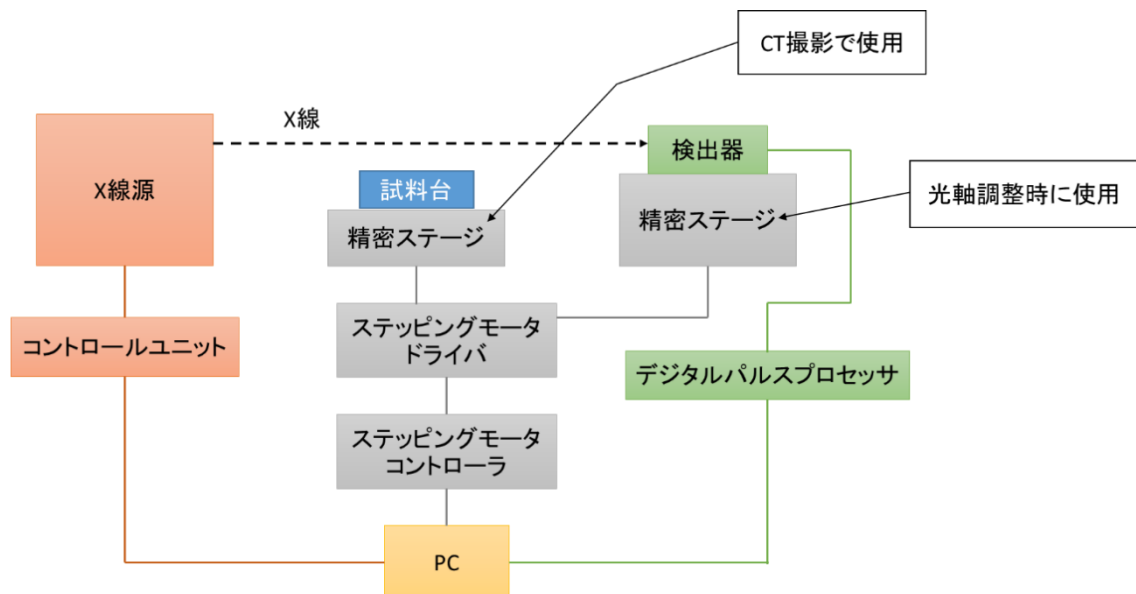 CT撮影で使用
X線
検出器
X線源
試料台
光軸調整時に使用
精密ステージ
精密ステージ
ステッピングモータ
ドライバ
コントロールユニット
デジタルパルスプロセッサ
ステッピングモータ
コントローラ
PC